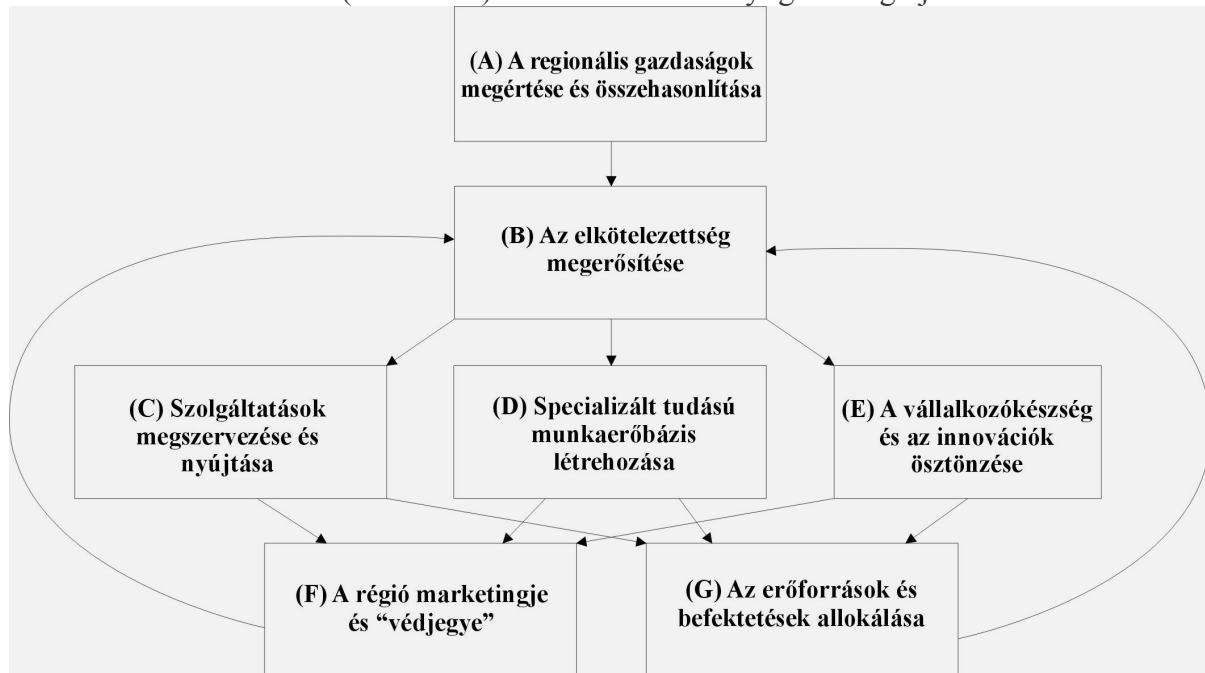 (A) A regionális gazdaságok
megértése és összehasonlítása
(B) Az elkötelezettség
megerősítése
(C) Szolgáltatások
megszervezése és
nyújtása
(D) Specializált tudású
munkaerőbázis
létrehozása
(E) A vállalkozókészség
és az innovációk
ösztönzése
(F) A régió marketingje
és “védjegye”
(G) Az erőforrások és
befektetések allokálása